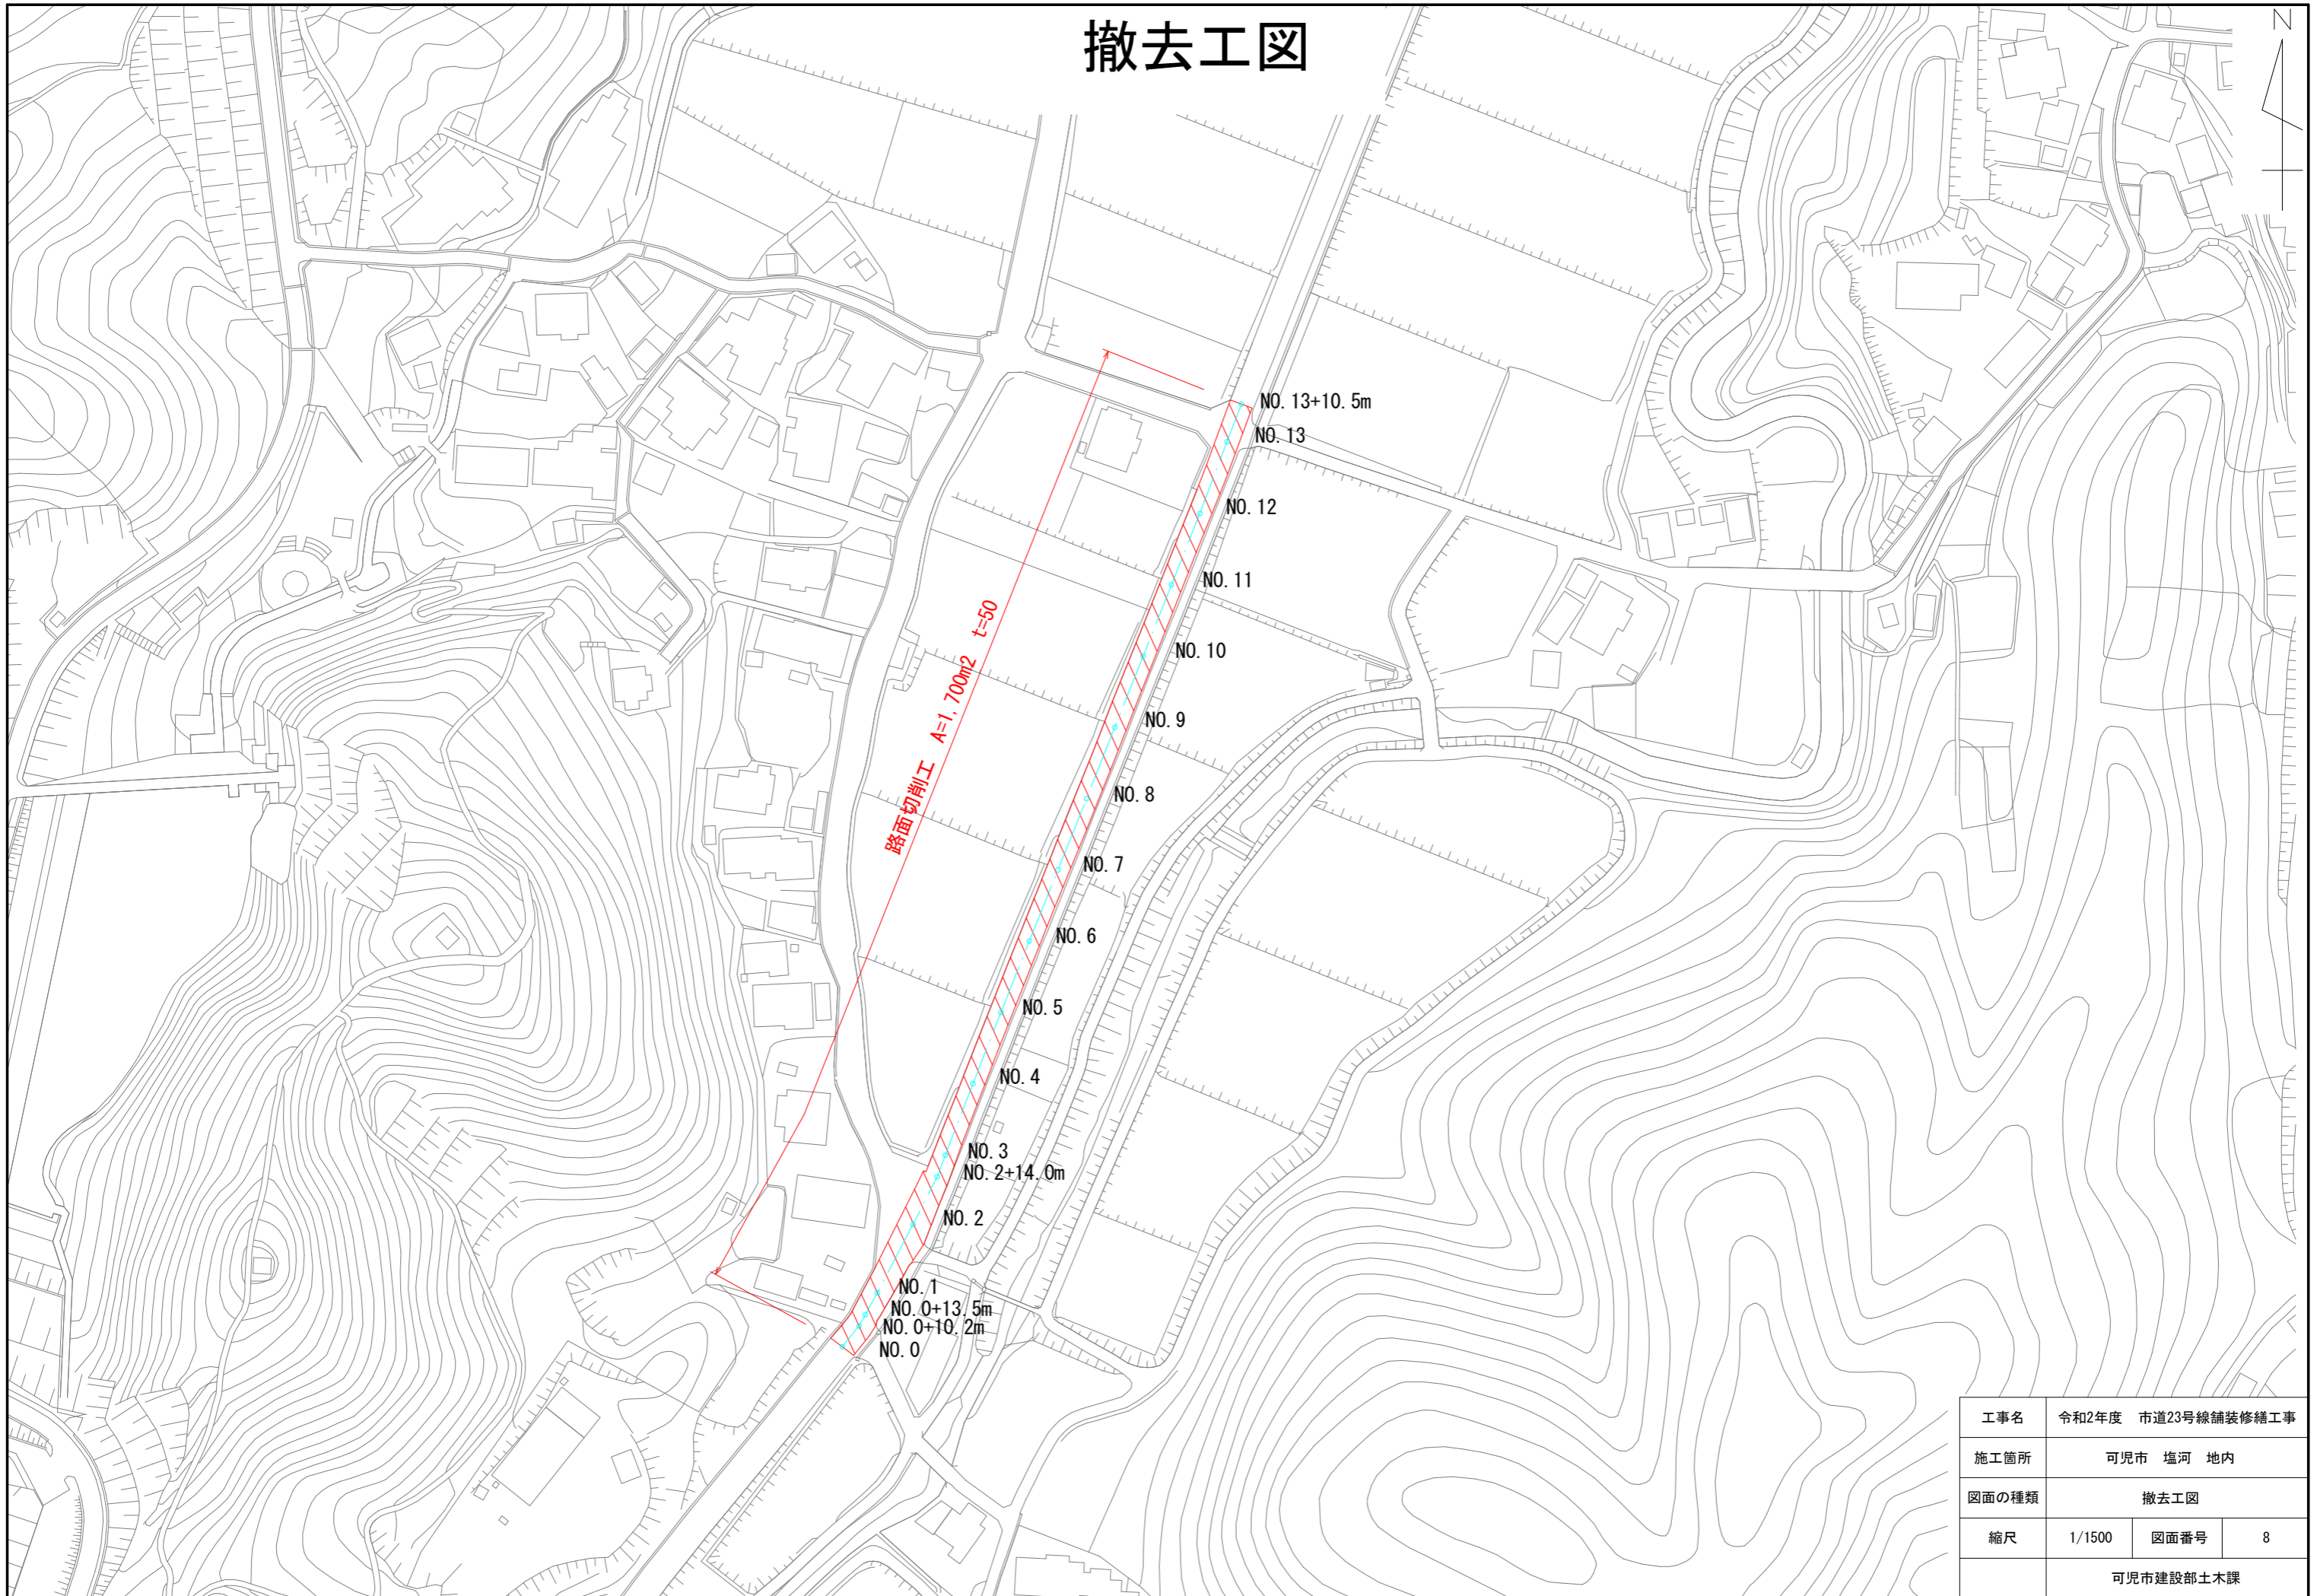 撤去工図
N
NO.13+10.5m
NO.13
NO.12
NO.11
NO.10
NO.9
NO.8
NO.7
NO.6
NO.5
NO.4
NO.3
NO.2+14.0m
NO.2
NO.1
NO.0+13.5m
NO.0+10.2m
NO.0
路面切削工 A=1,700m2 t=50
工事名 令和2年度 市道23号線舗装修繕工事
施工箇所 可児市 塩河 地内
図面の種類 撤去工図
縮尺 1/1500 図面番号 8
可児市建設部土木課